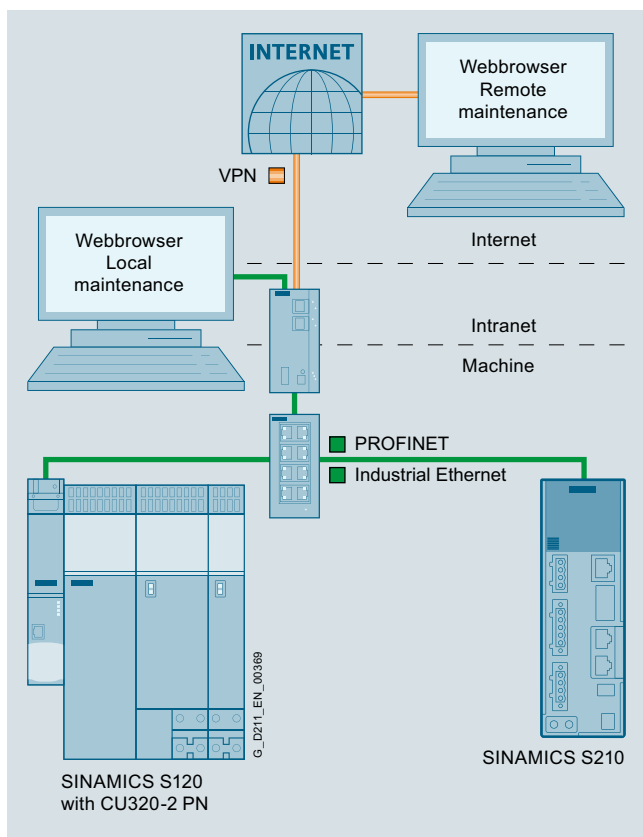 INTERNET
Webbrowser
Remote
maintenance
VPN
Webbrowser
Local
maintenance
Internet
Intranet
Machine
PROFINET
Industrial Ethernet
G_D211_EN_00369
SINAMICS S210
SINAMICS S120
with CU320-2 PN